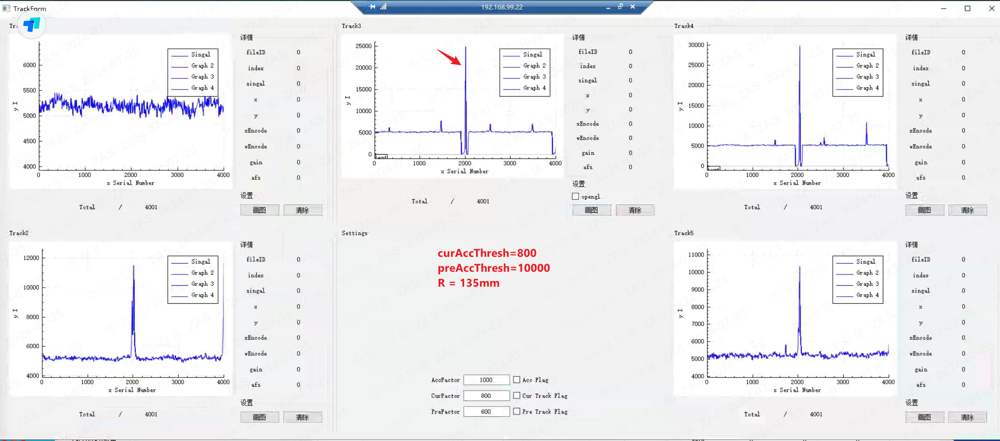 TrackForm
192.168.99.22
Track3
25000
20000
15000
10000
5000
0
y I
0
1000
2000
3000
4000
x Serial Number
Singal
Graph 2
Graph 3
Graph 4
Total / 4001
详情
fileID 0
index 0
singal 0
x 0
y 0
xEncode 0
wEncode 0
gain 0
afs 0
设置
opengl
画图 清除
Track4
30000
25000
20000
15000
10000
5000
0
y I
0
1000
2000
3000
4000
x Serial Number
Singal
Graph 2
Graph 3
Graph 4
Total / 4001
详情
fileID 0
index 0
singal 0
x 0
y 0
xEncode 0
wEncode 0
gain 0
afs 0
设置
画图 清除
6000
5500
5000
4500
4000
y I
0
1000
2000
3000
4000
x Serial Number
Singal
Graph 2
Graph 3
Graph 4
Total / 4001
详情
fileID 0
index 0
singal 0
x 0
y 0
xEncode 0
wEncode 0
gain 0
afs 0
设置
画图 清除
Track2
12000
10000
8000
6000
4000
y I
0
1000
2000
3000
4000
x Serial Number
Singal
Graph 2
Graph 3
Graph 4
Total / 4001
详情
fileID 0
index 0
singal 0
x 0
y 0
xEncode 0
wEncode 0
gain 0
afs 0
设置
画图 清除
Settings
curAccThresh=800
preAccThresh=10000
R = 135mm
AccFactor 1000 Acc Flag
CurFactor 800 Cur Track Flag
PreFactor 600 Pre Track Flag
Track5
11000
10000
9000
8000
7000
6000
5000
4000
y I
0
1000
2000
3000
4000
x Serial Number
Singal
Graph 2
Graph 3
Graph 4
Total / 4001
详情
fileID 0
index 0
singal 0
x 0
y 0
xEncode 0
wEncode 0
gain 0
afs 0
设置
画图 清除
中安半导体 ZAS 2024-07-25